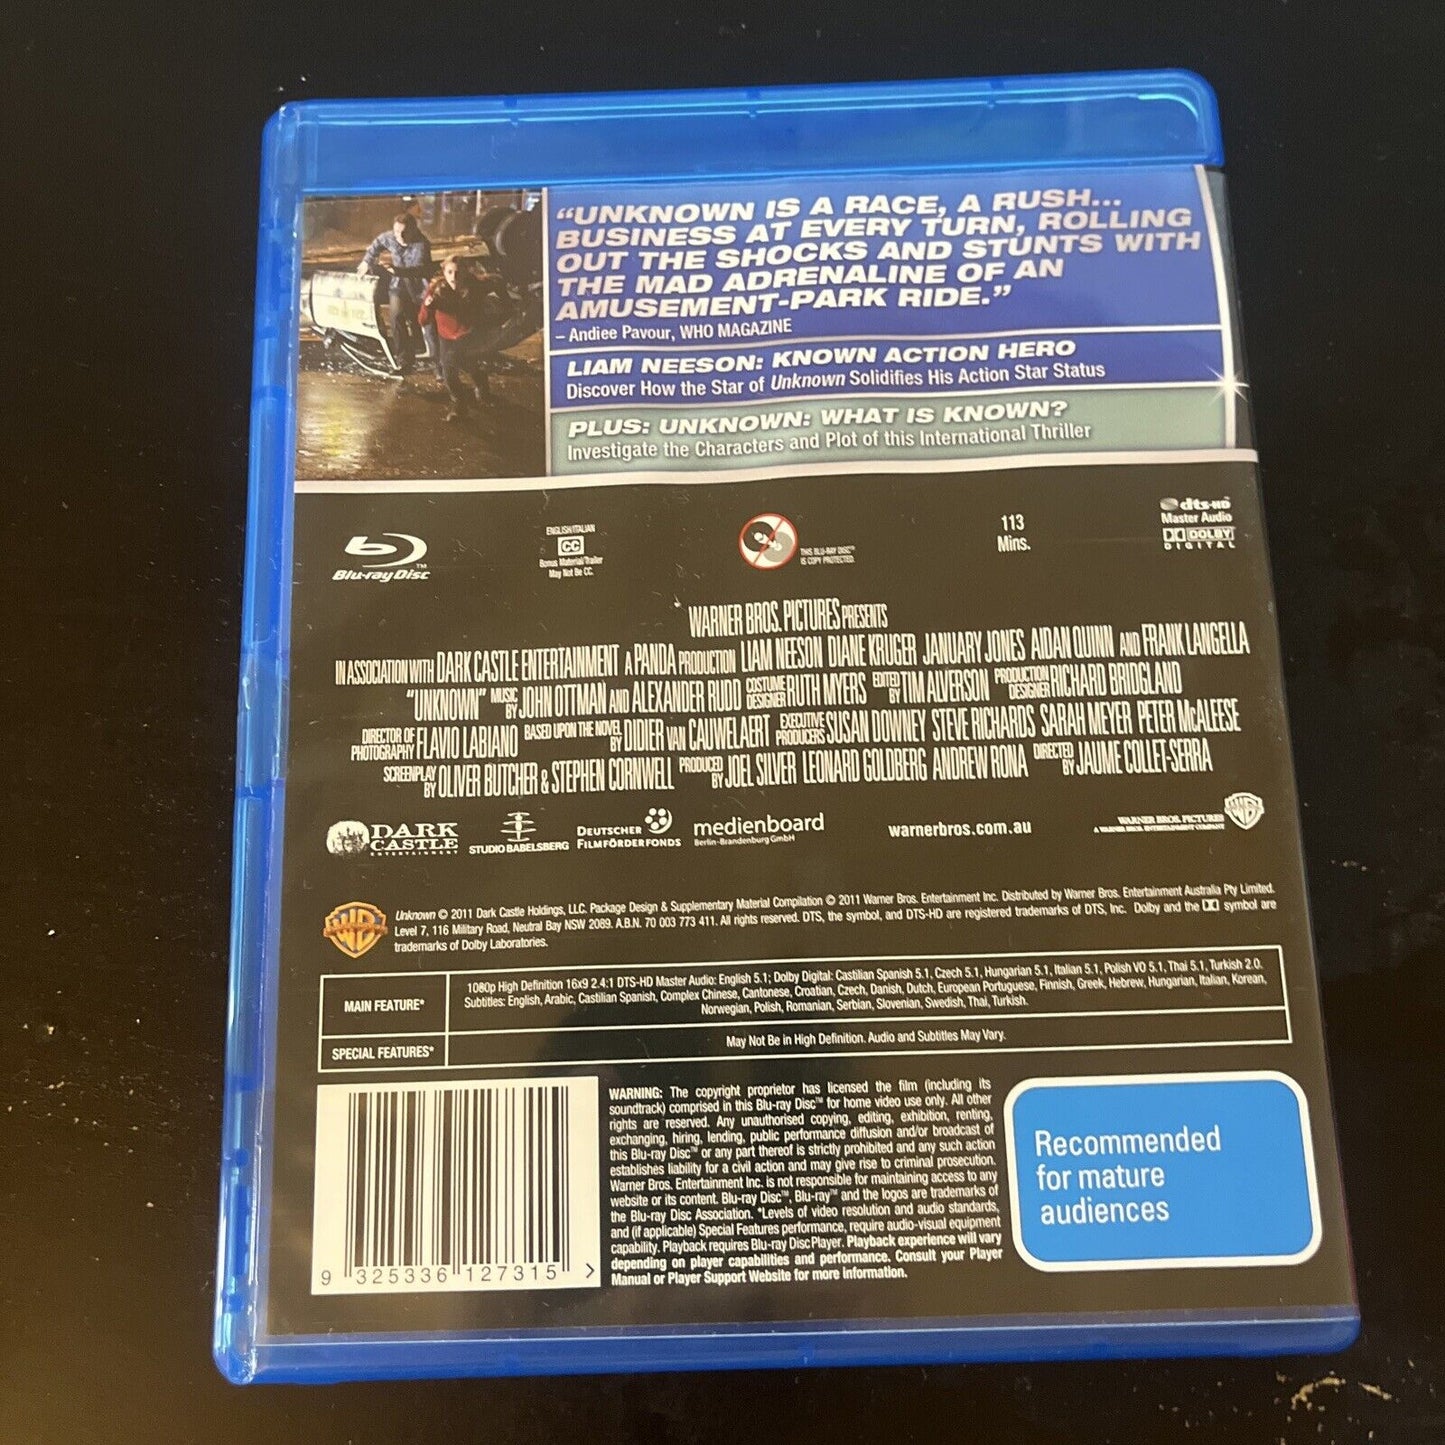 “UNKNOWN IS A RACE, A RUSH...
BUSINESS AT EVERY TURN, ROLLING
OUT THE SHOCKS AND STUNTS WITH
THE MAD ADRENALINE OF AN
AMUSEMENT-PARK RIDE.”
– Andiee Pavour, WHO MAGAZINE
LIAM NEESON: KNOWN ACTION HERO
Discover How the Star of Unknown Solidifies His Action Star Status
PLUS: UNKNOWN: WHAT IS KNOWN?
Investigate the Characters and Plot of this International Thriller
Blu-ray Disc™
ENGLISH/ITALIAN
CC
Bonus Material/Trailer
May Not Be CC.
THIS BLU-RAY DISC™
IS COPY PROTECTED.
113
Mins.
dts-HD
Master Audio
DOLBY
DIGITAL
WARNER BROS. PICTURES PRESENTS
IN ASSOCIATION WITH DARK CASTLE ENTERTAINMENT A PANDA PRODUCTION LIAM NEESON DIANE KRUGER JANUARY JONES AIDAN QUINN AND FRANK LANGELLA
“UNKNOWN” MUSIC BY JOHN OTTMAN AND ALEXANDER RUDD COSTUME DESIGNER RUTH MYERS EDITED BY TIM ALVERSON PRODUCTION DESIGNER RICHARD BRIDGLAND
DIRECTOR OF PHOTOGRAPHY FLAVIO LABIANO BASED UPON THE NOVEL BY DIDIER VAN CAUWELAERT EXECUTIVE PRODUCERS SUSAN DOWNEY STEVE RICHARDS SARAH MEYER PETER McALEESE
SCREENPLAY BY OLIVER BUTCHER & STEPHEN CORNWELL PRODUCED BY JOEL SILVER LEONARD GOLDBERG ANDREW RONA DIRECTED BY JAUME COLLET-SERRA
DARK
CASTLE
ENTERTAINMENT
STUDIO BABELSBERG
DEUTSCHER
FILMFÖRDERFONDS
medienboard
Berlin-Brandenburg GmbH
warnerbros.com.au
WARNER BROS. PICTURES
A WARNER BROS. ENTERTAINMENT COMPANY
Unknown © 2011 Dark Castle Holdings, LLC. Package Design & Supplementary Material Compilation © 2011 Warner Bros. Entertainment Inc. Distributed by Warner Bros. Entertainment Australia Pty Limited.
Level 7, 116 Military Road, Neutral Bay NSW 2089. A.B.N. 70 003 773 411. All rights reserved. DTS, the symbol, and DTS-HD are registered trademarks of DTS, Inc. Dolby and the symbol are
trademarks of Dolby Laboratories.
MAIN FEATURE*
1080p High Definition 16x9 2.4:1 DTS-HD Master Audio: English 5.1; Dolby Digital: Castilian Spanish 5.1, Czech 5.1, Hungarian 5.1, Italian 5.1, Polish VO 5.1, Thai 5.1, Turkish 2.0.
Subtitles: English, Arabic, Castilian Spanish, Complex Chinese, Cantonese, Croatian, Czech, Danish, Dutch, European Portuguese, Finnish, Greek, Hebrew, Hungarian, Italian, Korean,
Norwegian, Polish, Romanian, Serbian, Slovenian, Swedish, Thai, Turkish.
SPECIAL FEATURES*
May Not Be in High Definition. Audio and Subtitles May Vary.
WARNING: The copyright proprietor has licensed the film (including its
soundtrack) comprised in this Blu-ray Disc™ for home video use only. All other
rights are reserved. Any unauthorised copying, editing, exhibition, renting,
exchanging, hiring, lending, public performance diffusion and/or broadcast of
this Blu-ray Disc™ or any part thereof is strictly prohibited and any such action
establishes liability for a civil action and may give rise to criminal prosecution.
Warner Bros. Entertainment Inc. is not responsible for maintaining access to any
website or its content. Blu-ray Disc™, Blu-ray™ and the logos are trademarks of
the Blu-ray Disc Association. *Levels of video resolution and audio standards,
and (if applicable) Special Features performance, require audio-visual equipment
capability. Playback requires Blu-ray Disc Player. Playback experience will vary
depending on player capabilities and performance. Consult your Player
Manual or Player Support Website for more information.
9 325336 127315 >
Recommended
for mature
audiences